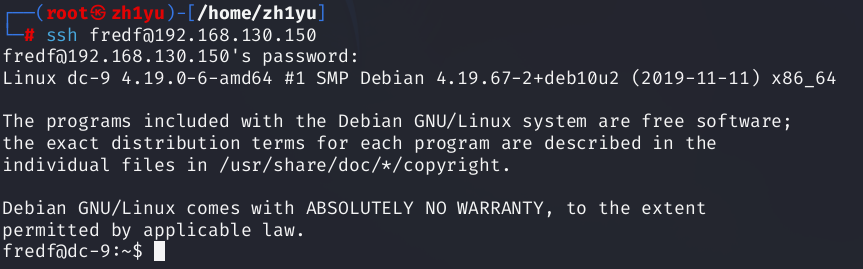 ┌──(root㉿zh1yu)-[/home/zh1yu]
└─# ssh fredf@192.168.130.150
fredf@192.168.130.150's password:
Linux dc-9 4.19.0-6-amd64 #1 SMP Debian 4.19.67-2+deb10u2 (2019-11-11) x86_64
The programs included with the Debian GNU/Linux system are free software;
the exact distribution terms for each program are described in the
individual files in /usr/share/doc/*/copyright.
Debian GNU/Linux comes with ABSOLUTELY NO WARRANTY, to the extent
permitted by applicable law.
fredf@dc-9:~$